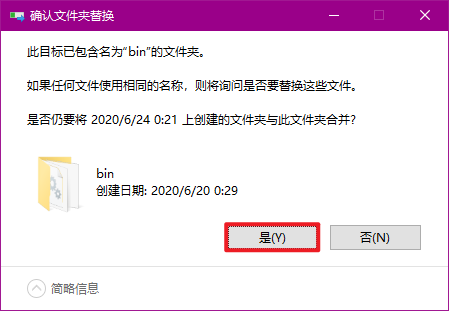 确认文件夹替换
此目标已包含名为“bin”的文件夹。
如果任何文件使用相同的名称，则将询问是否要替换这些文件。
是否仍要将 2020/6/24 0:21 上创建的文件夹与此文件夹合并?
bin
创建日期: 2020/6/20 0:29
是(Y)
否(N)
简略信息